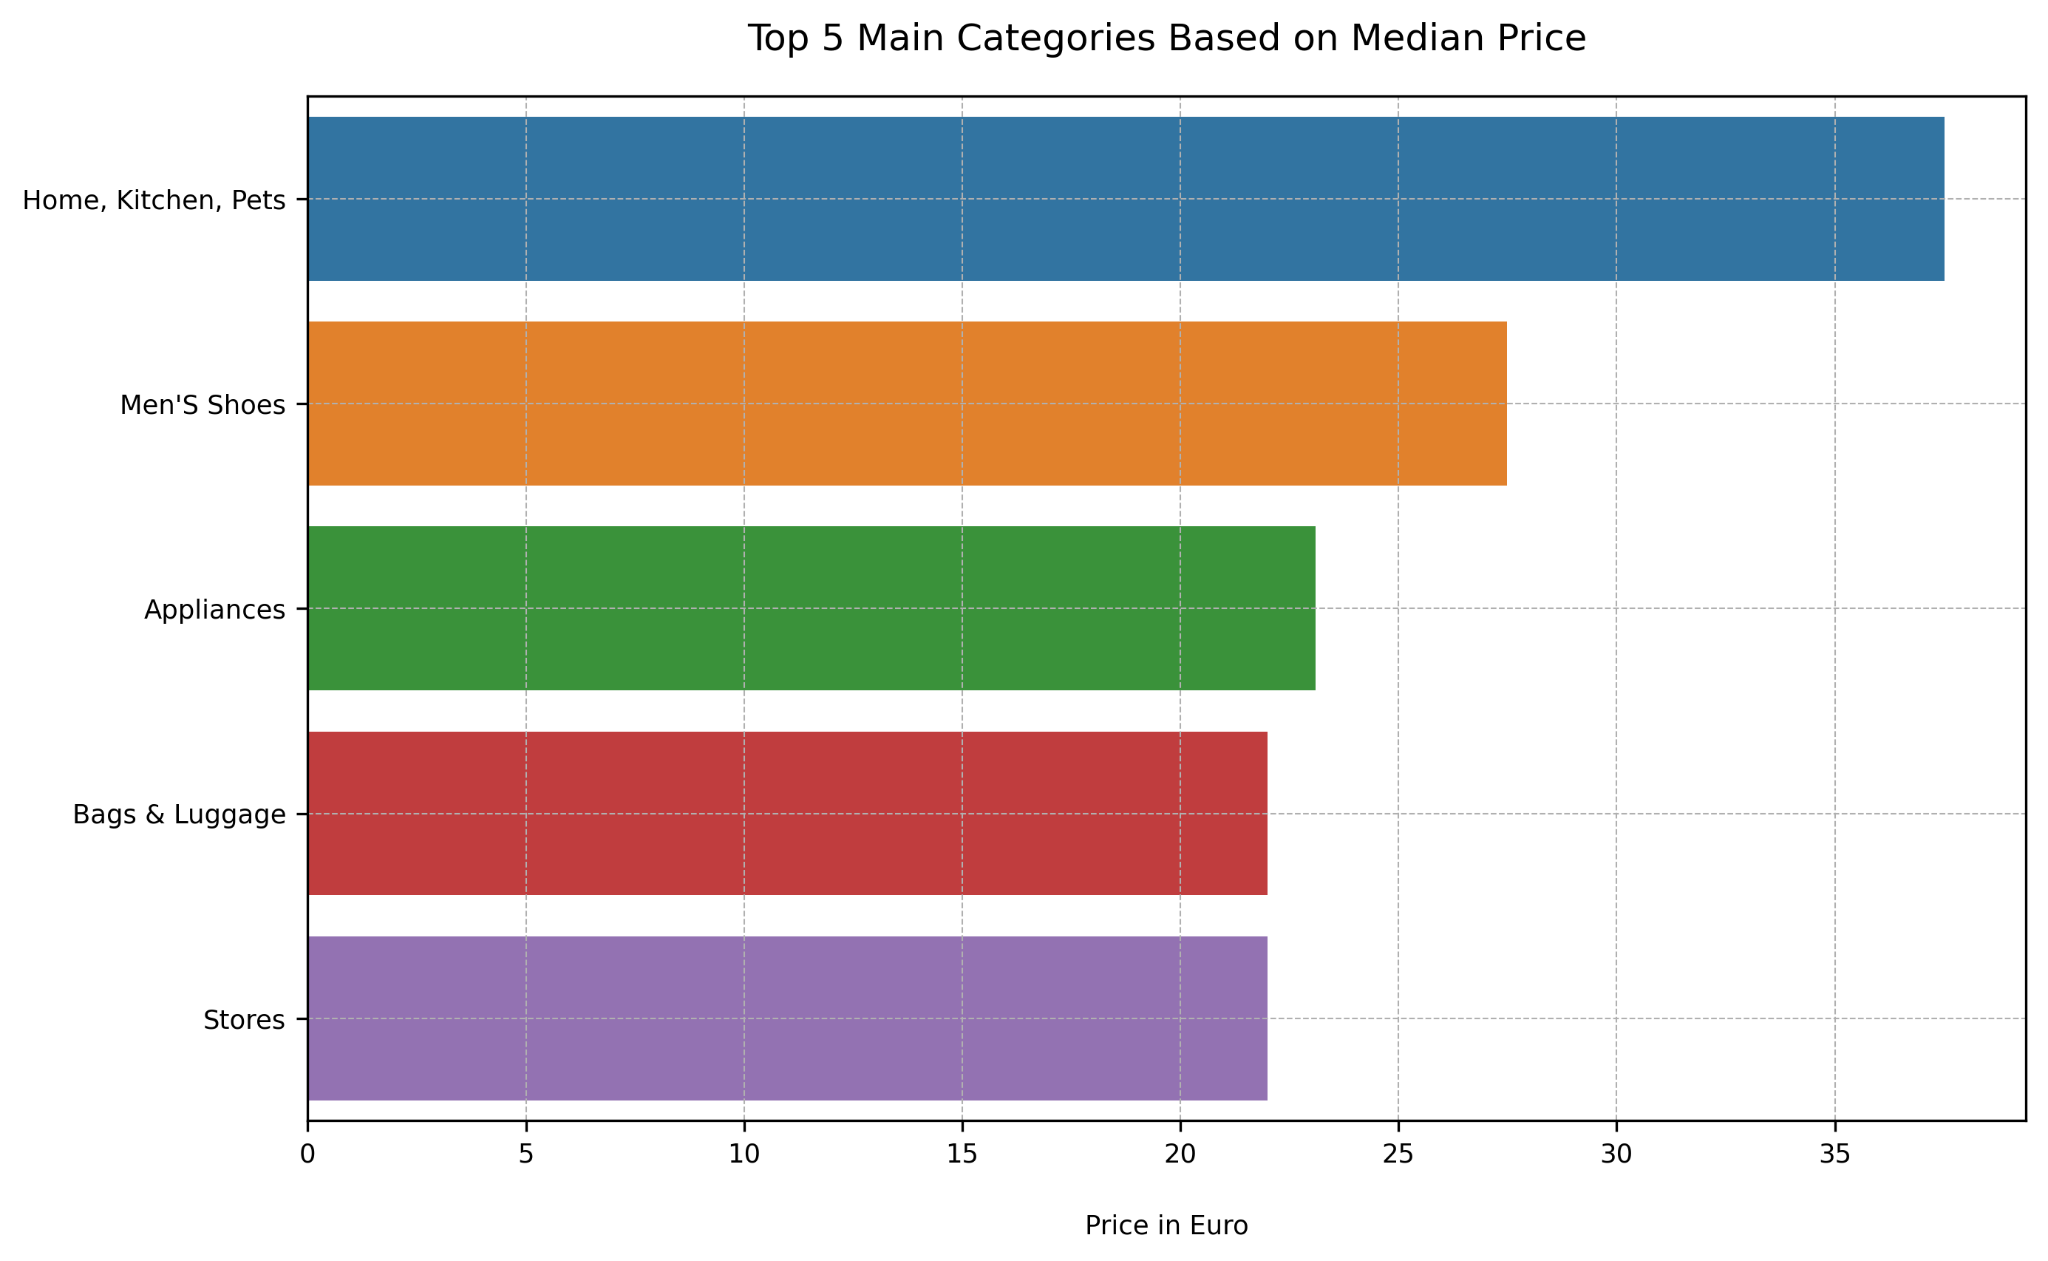 Top 5 Main Categories Based on Median Price
Home, Kitchen, Pets
Men'S Shoes
Appliances
Bags & Luggage
Stores
0 5 10 15 20 25 30 35
Price in Euro